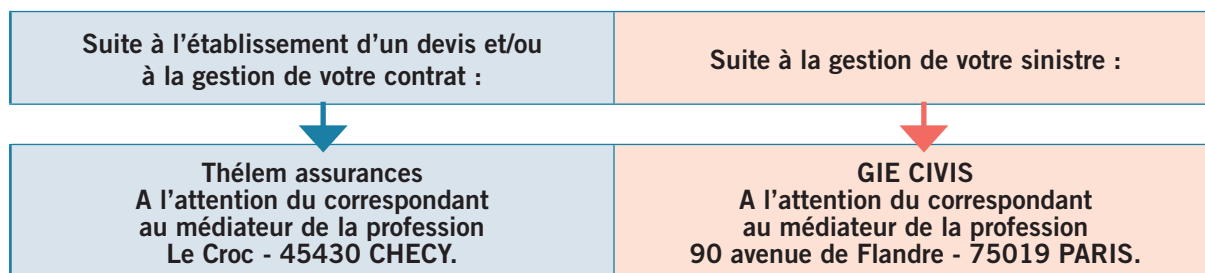 Suite à l'établissement d'un devis et/ou
à la gestion de votre contrat :
Suite à la gestion de votre sinistre :
Thélem assurances
A l'attention du correspondant
au médiateur de la profession
Le Croc - 45430 CHECY.
GIE CIVIS
A l'attention du correspondant
au médiateur de la profession
90 avenue de Flandre - 75019 PARIS.